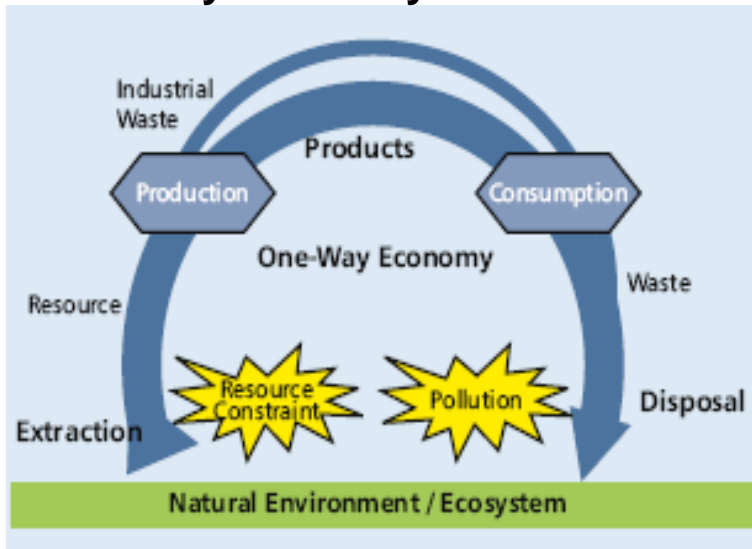 Industrial
Waste
Products
Production
Consumption
One-Way Economy
Waste
Resource
Resource
Constraint
Pollution
Disposal
Extraction
Natural Environment / Ecosystem